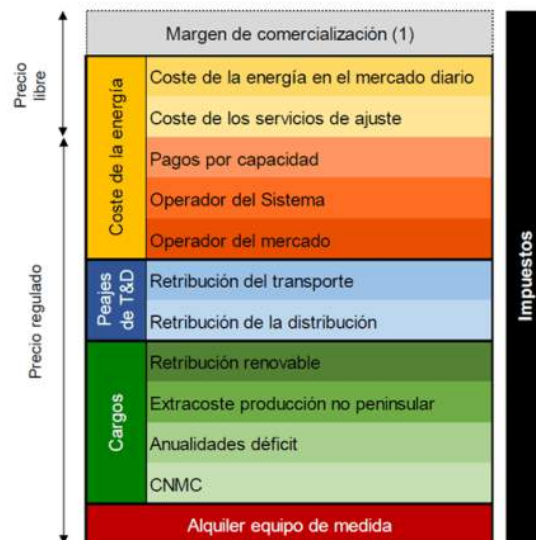 Margen de comercialización (1)
Precio
libre
Coste de la energía
Coste de la energía en el mercado diario
Coste de los servicios de ajuste
Pagos por capacidad
Operador del Sistema
Operador del mercado
Precio regulado
Peajes
de T&D
Retribución del transporte
Retribución de la distribución
Cargos
Retribución renovable
Extracoste producción no peninsular
Anualidades déficit
CNMC
Alquiler equipo de medida
Impuestos